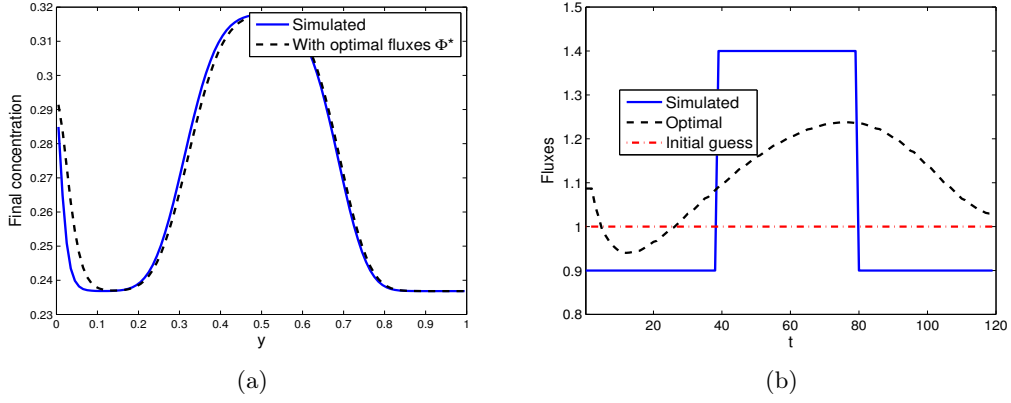 0.32
0.31
0.3
0.29
0.28
0.27
0.26
0.25
0.24
0.23
Final concentration
0 0.1 0.2 0.3 0.4 0.5 0.6 0.7 0.8 0.9 1
y
Simulated
With optimal fluxes Φ*
(a)
1.5
1.4
1.3
1.2
1.1
1
0.9
0.8
Fluxes
20 40 60 80 100 120
t
Simulated
Optimal
Initial guess
(b)